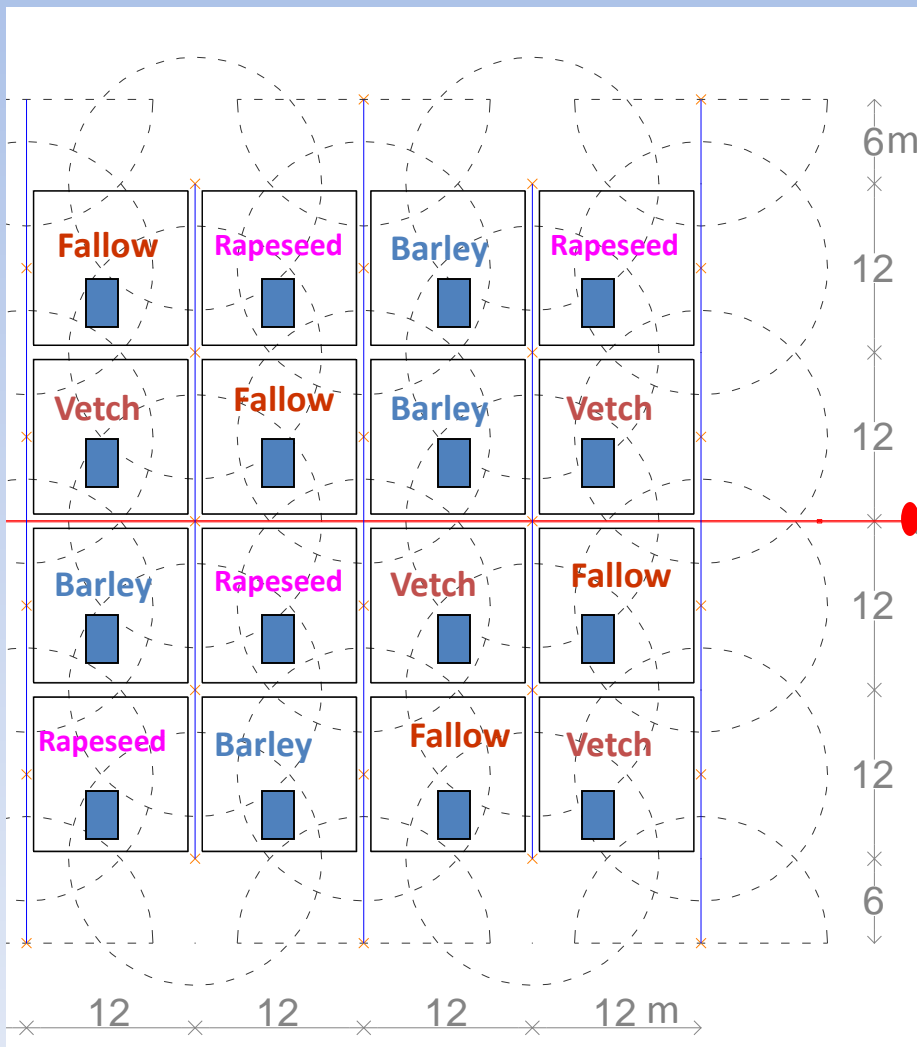 6m
Fallow Rapeseed Barley Rapeseed
12
Vetch Fallow Barley Vetch
12
Barley Rapeseed Vetch Fallow
12
Rapeseed Barley Fallow Vetch
12
6
12 12 12 12 m